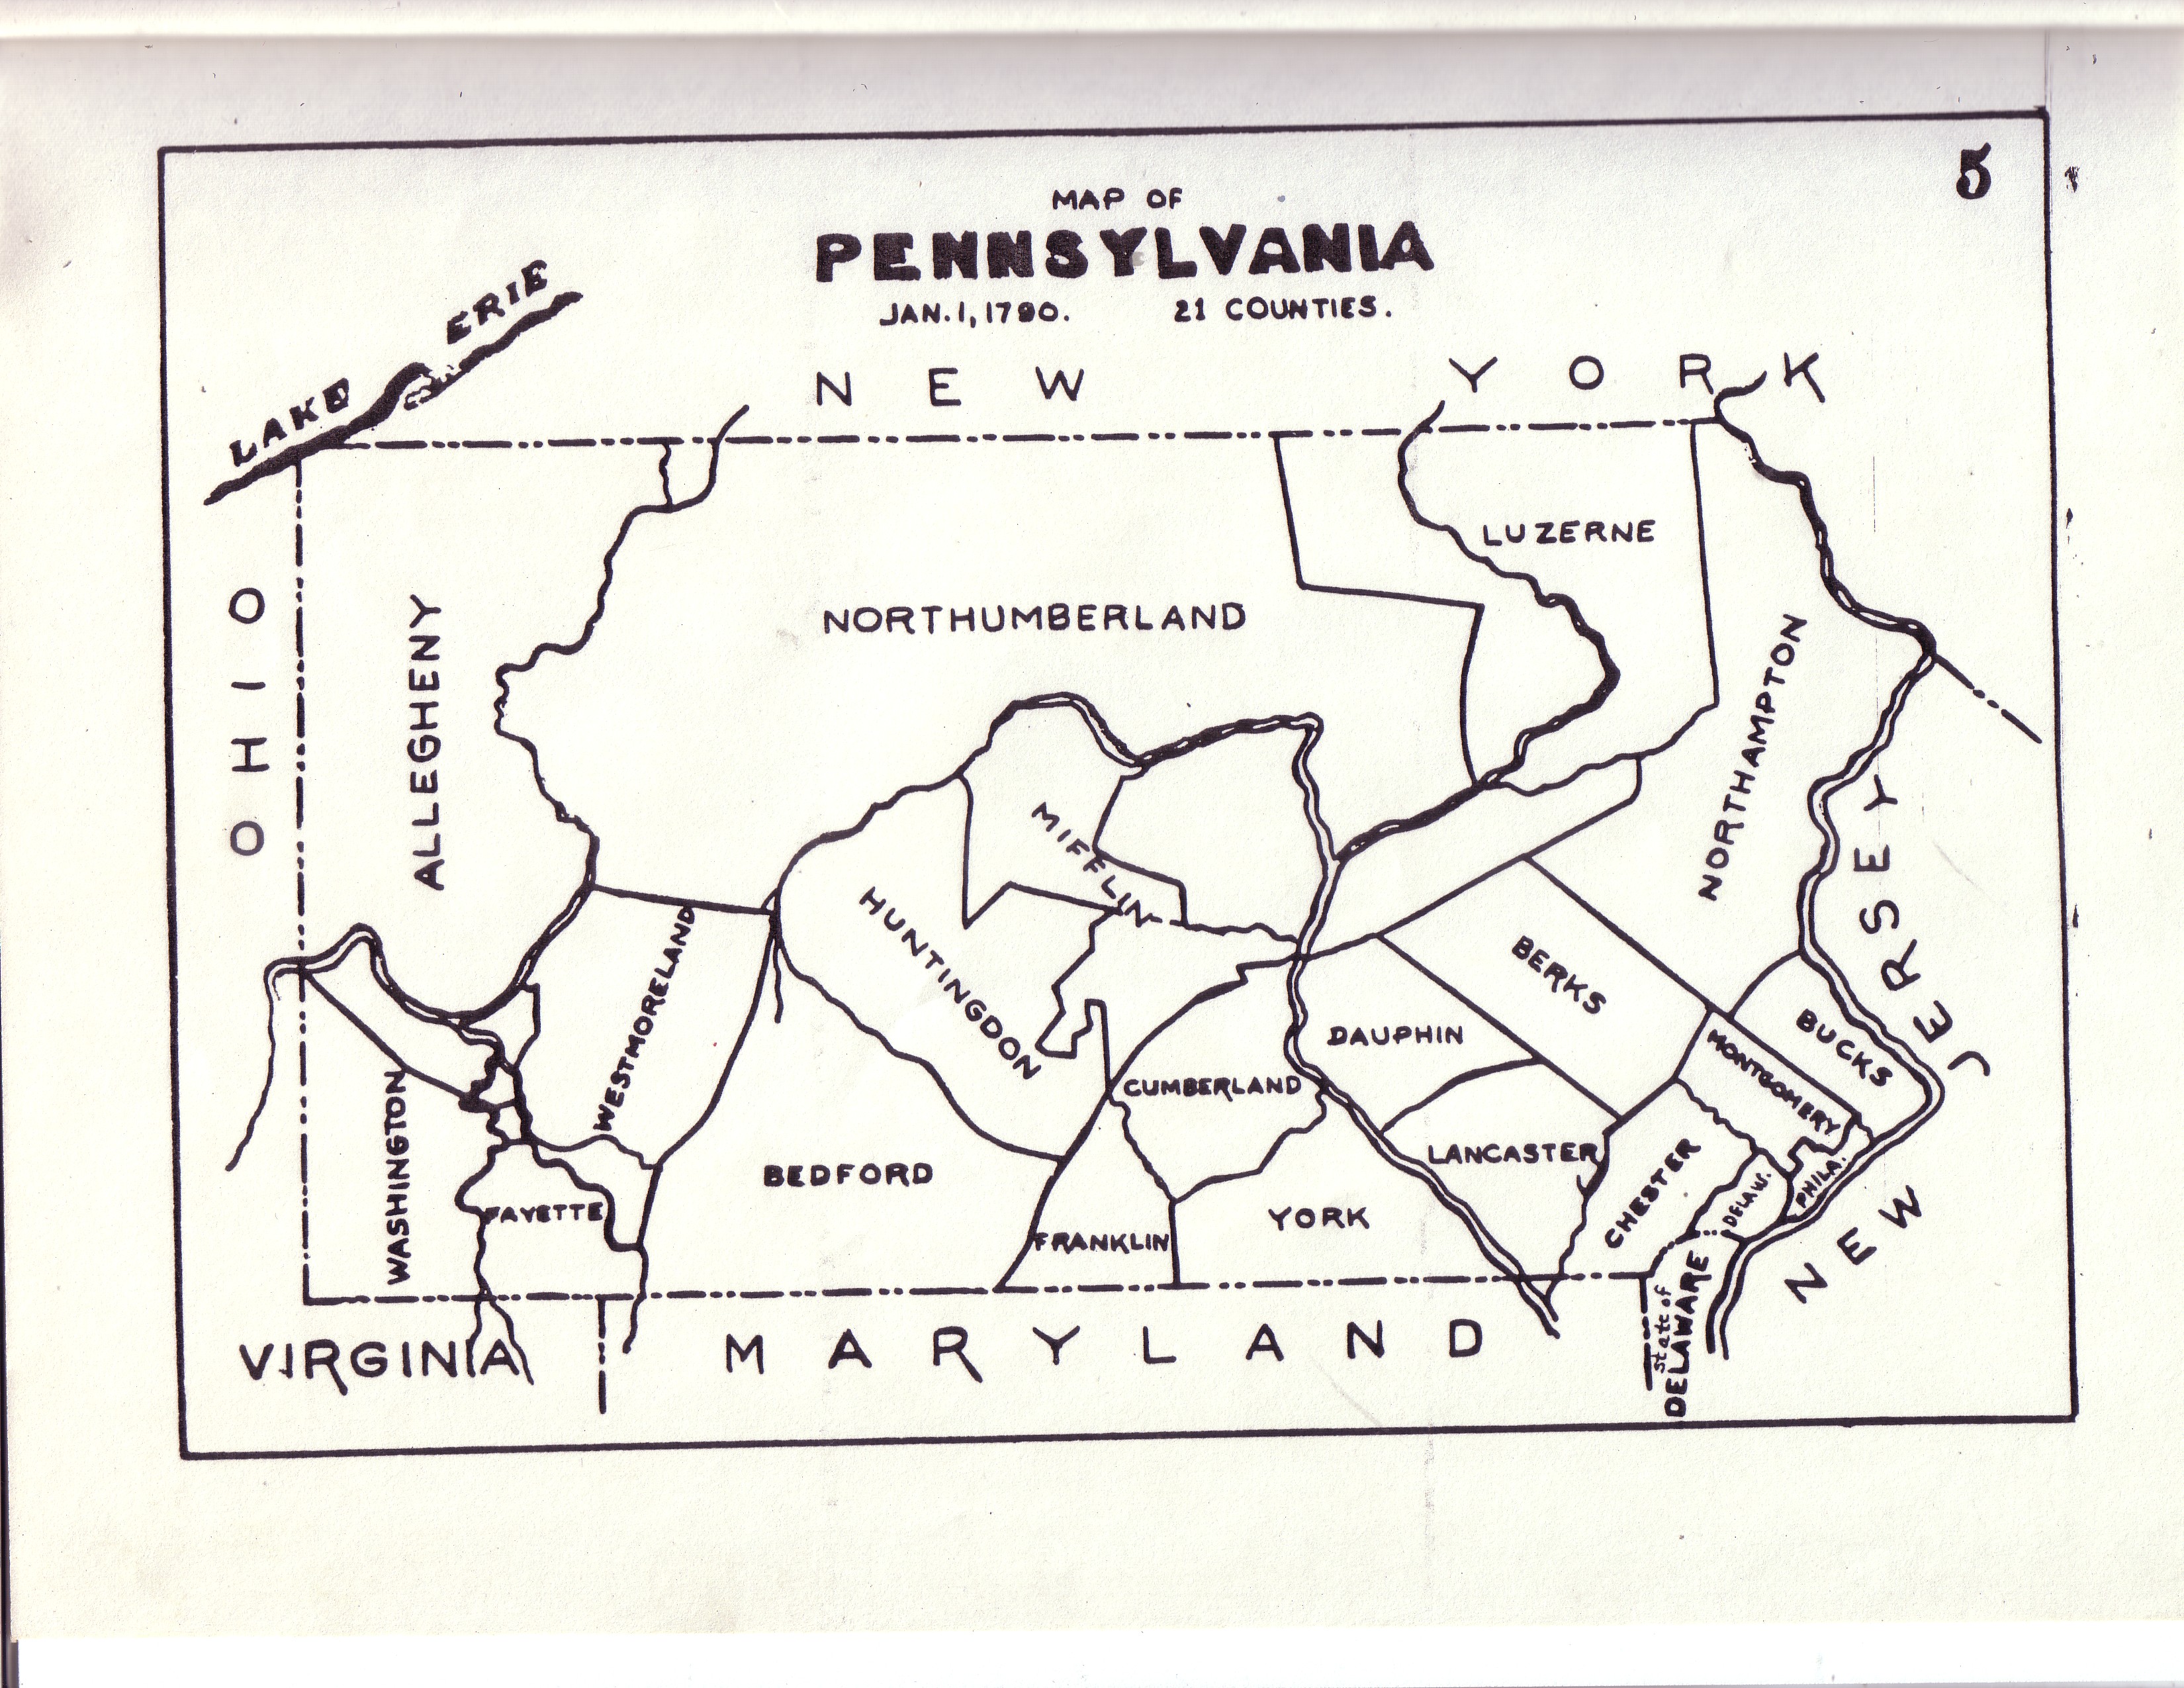 5
MAP OF
PENNSYLVANIA
JAN. 1, 1790. 21 COUNTIES.
LAKE ERIE
NEW YORK
OHIO
ALLEGHENY
NORTHUMBERLAND
LUZERNE
NORTHAMPTON
MIFFLIN
HUNTINGDON
WESTMORELAND
BERKS
DAUPHIN
BUCKS
MONTGOMERY
CUMBERLAND
WASHINGTON
FAYETTE
BEDFORD
FRANKLIN
YORK
LANCASTER
CHESTER
DELAW.
PHILA.
NEW JERSEY
VIRGINIA
MARYLAND
State of
DELAWARE